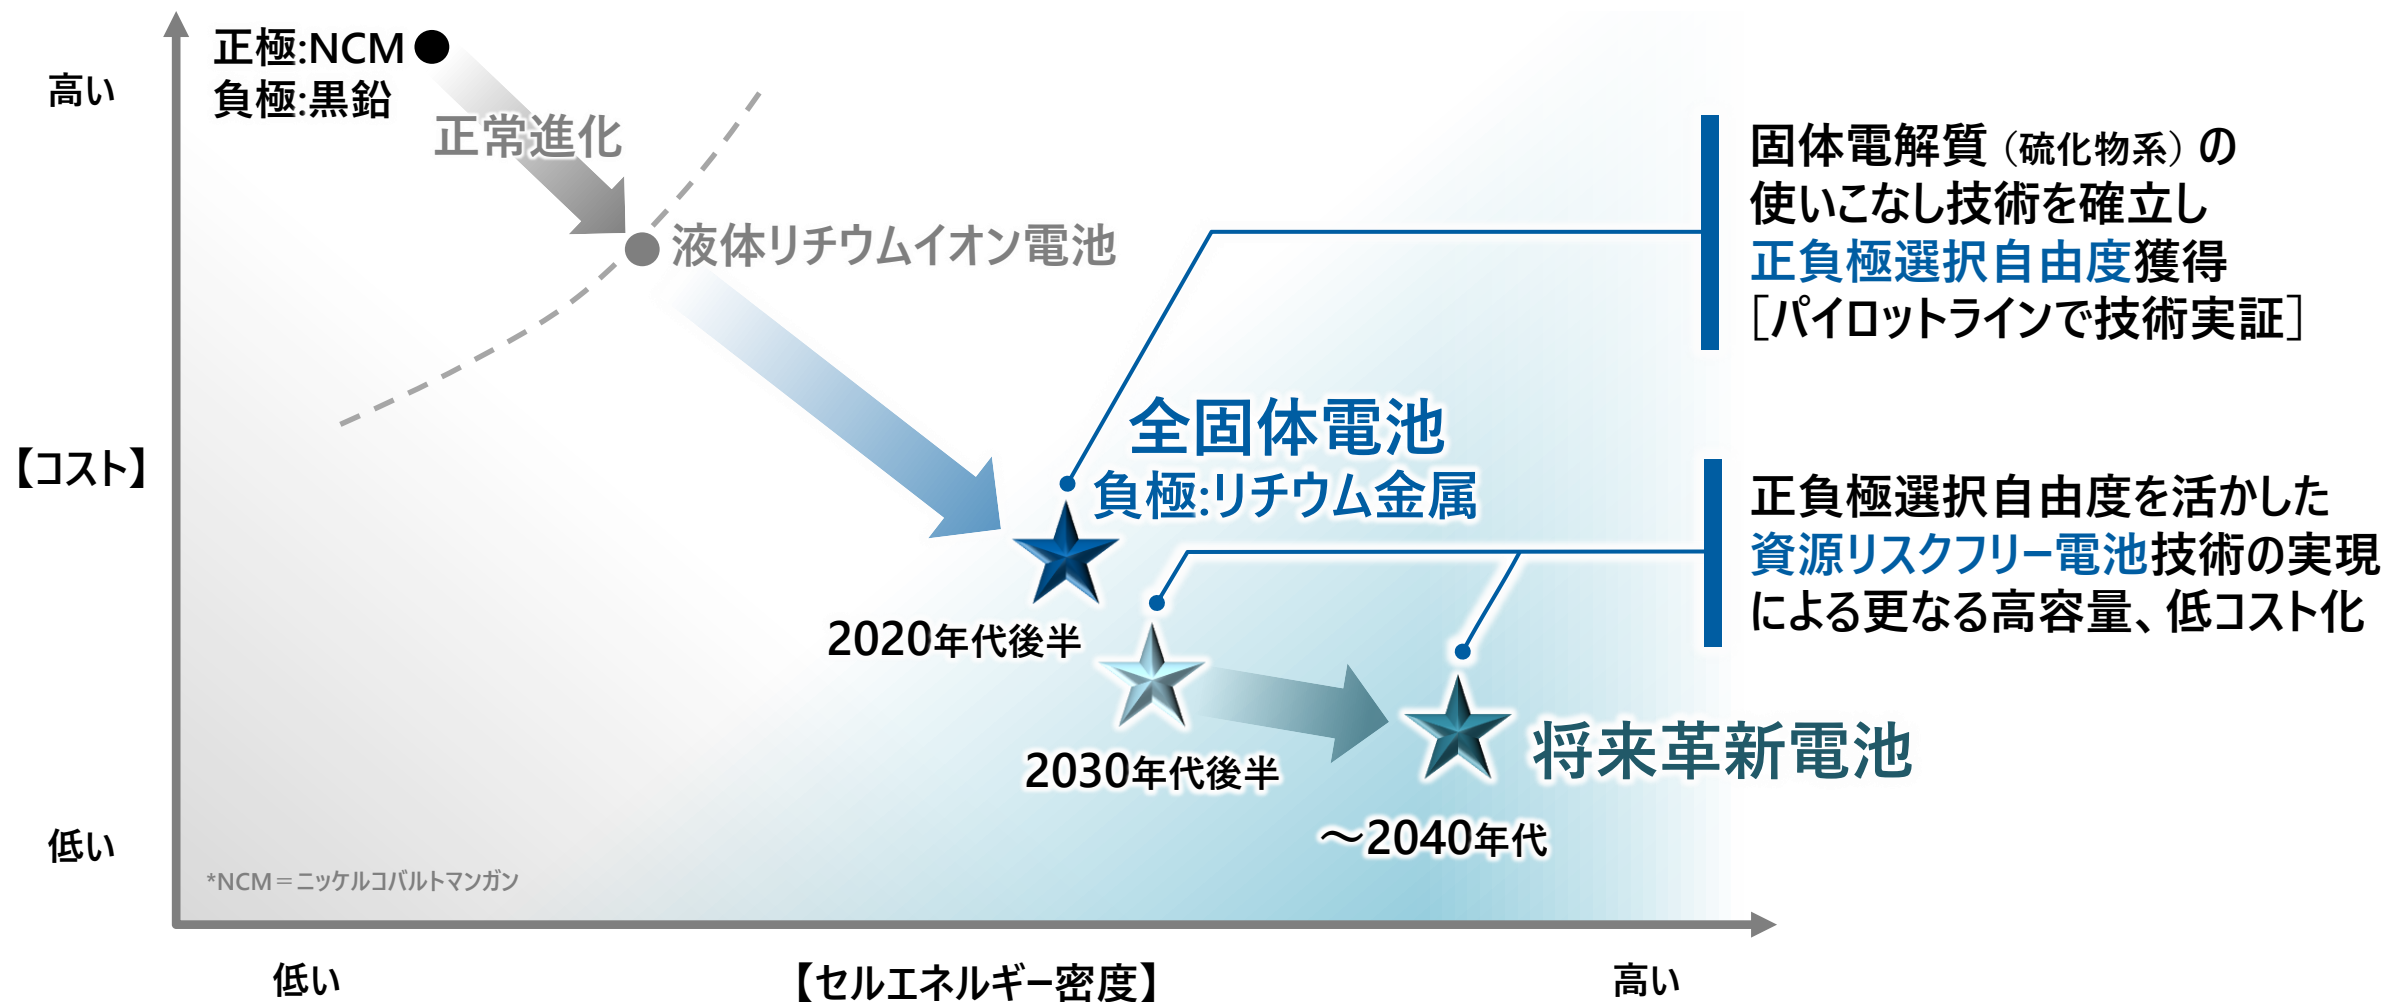 高い
正極:NCM
負極:黒鉛
正常進化
液体リチウムイオン電池
固体電解質（硫化物系）の
使いこなし技術を確立し
正負極選択自由度獲得
［パイロットラインで技術実証］
【コスト】
全固体電池
負極:リチウム金属
2020年代後半
正負極選択自由度を活かした
資源リスクフリー電池技術の実現
による更なる高容量、低コスト化
2030年代後半
将来革新電池
～2040年代
低い
*NCM＝ニッケルコバルトマンガン
低い
【セルエネルギー密度】
高い